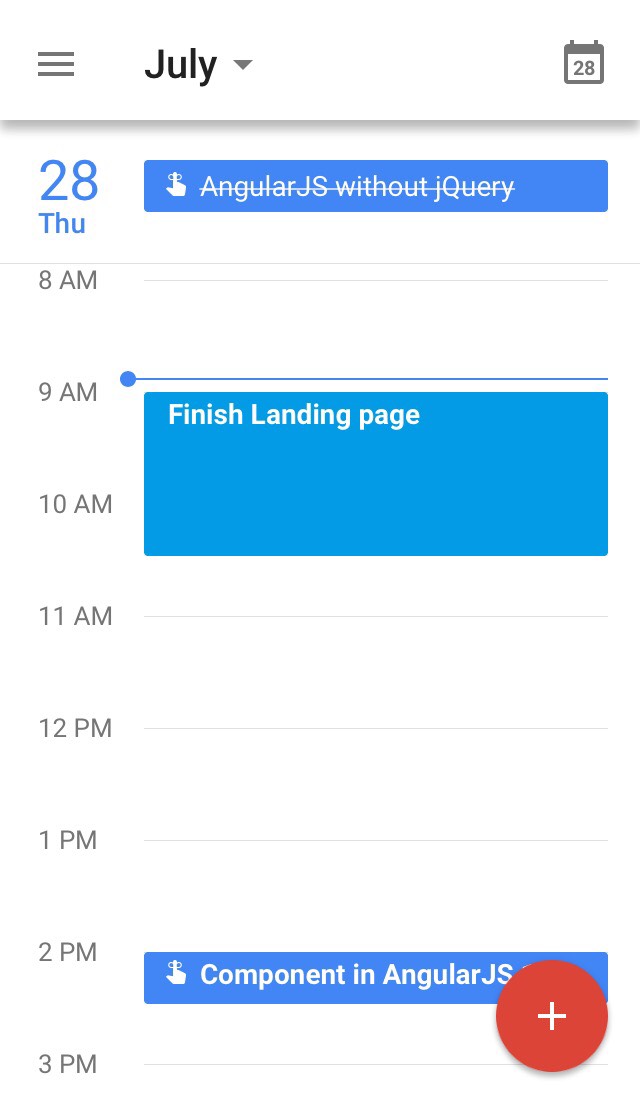 July
28
28
Thu
AngularJS without jQuery
8 AM
9 AM
Finish Landing page
10 AM
11 AM
12 PM
1 PM
2 PM
Component in AngularJS
3 PM